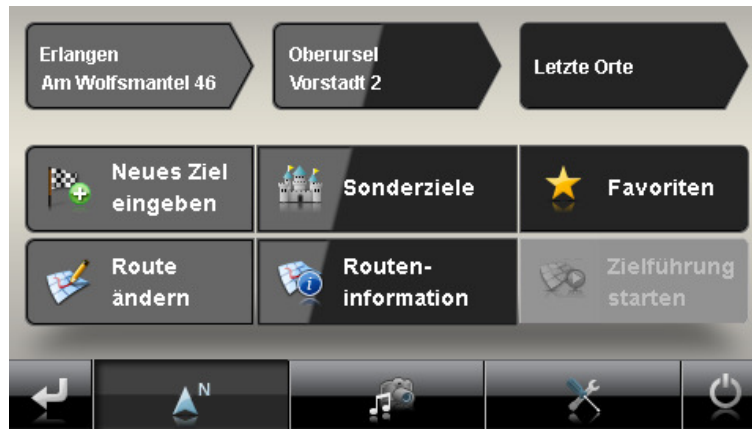 Erlangen
Am Wolfsmantel 46
Oberursel
Vorstadt 2
Letzte Orte
Neues Ziel
eingeben
Sonderziele
Favoriten
Route
ändern
Routen-
information
Zielführung
starten
N